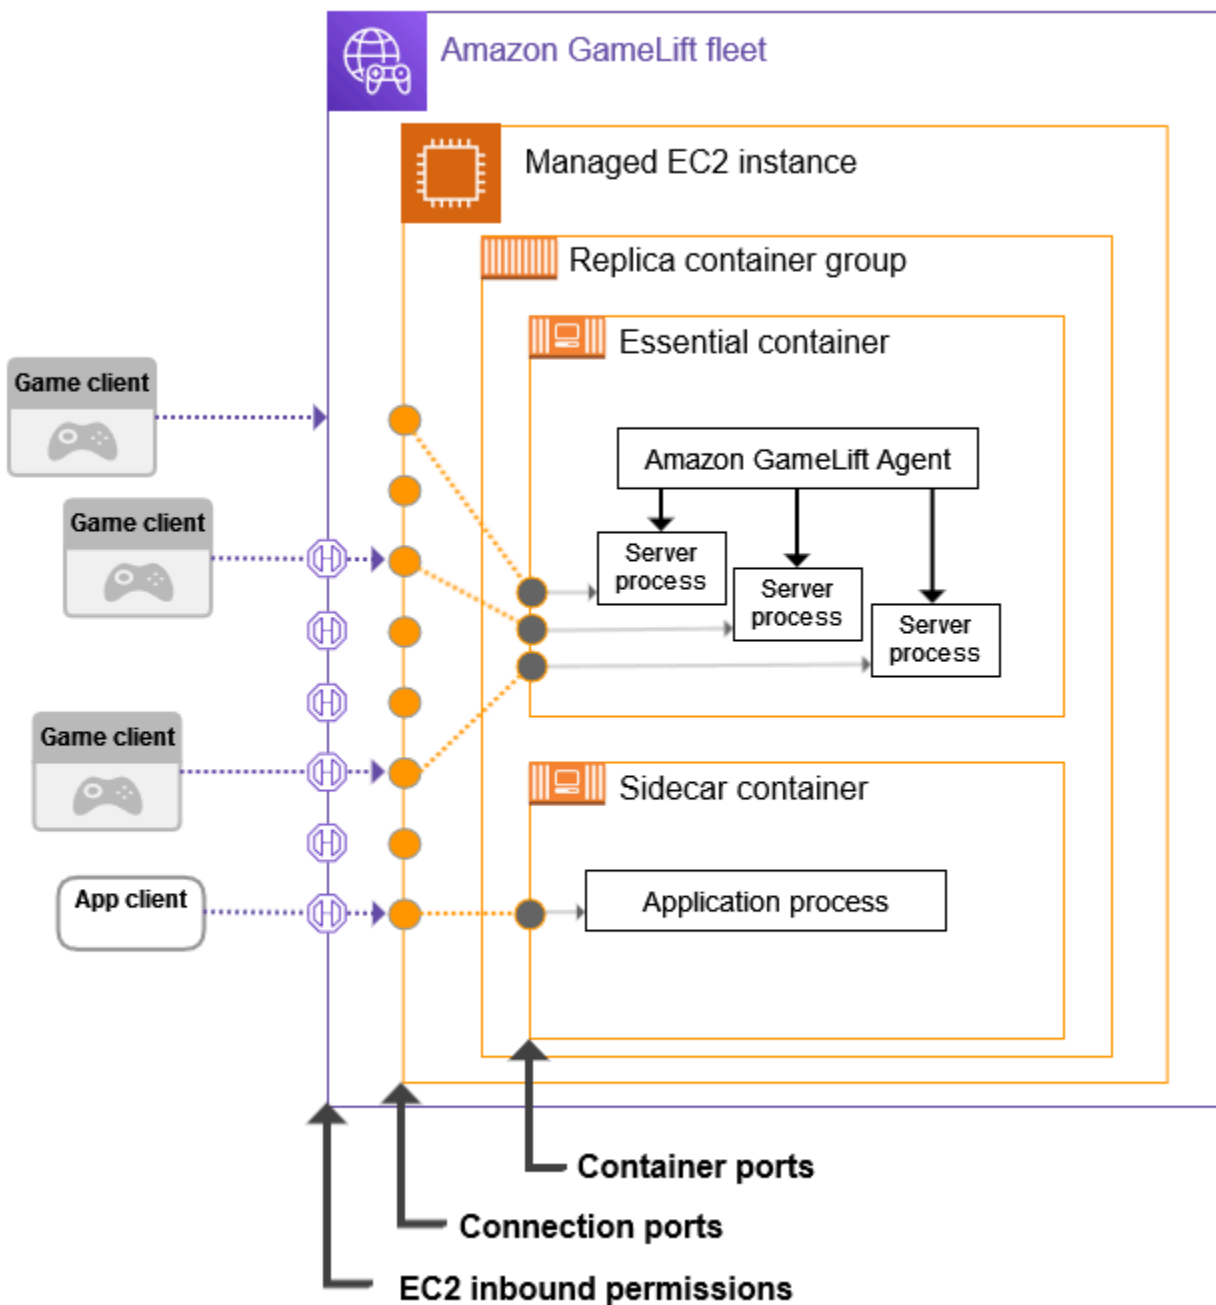 Amazon GameLift fleet
Managed EC2 instance
Replica container group
Essential container
Game client
Amazon GameLift Agent
Game client
Server
process
Server
process
Server
process
Game client
Sidecar container
App client
Application process
Container ports
Connection ports
EC2 inbound permissions